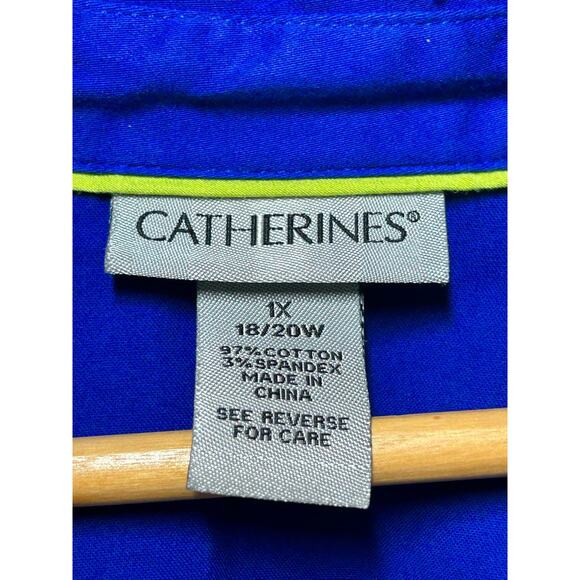 CATHERINES®
1X
18/20W
97% COTTON
3% SPANDEX
MADE IN
CHINA
SEE REVERSE
FOR CARE